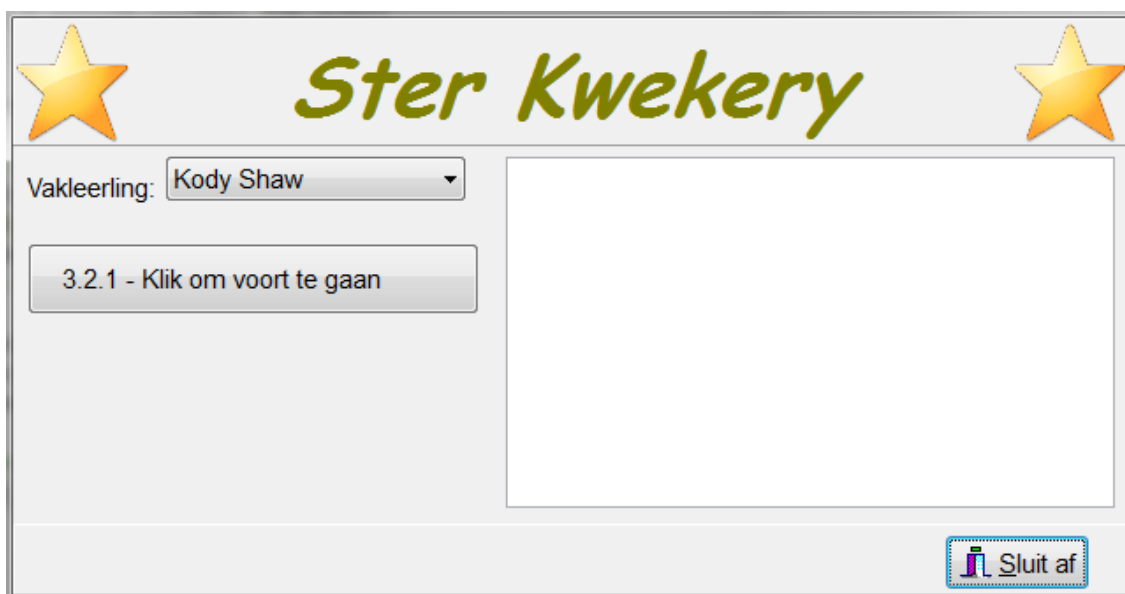 Ster Kwekery
Vakleerling: Kody Shaw
3.2.1 - Klik om voort te gaan
Sluit af